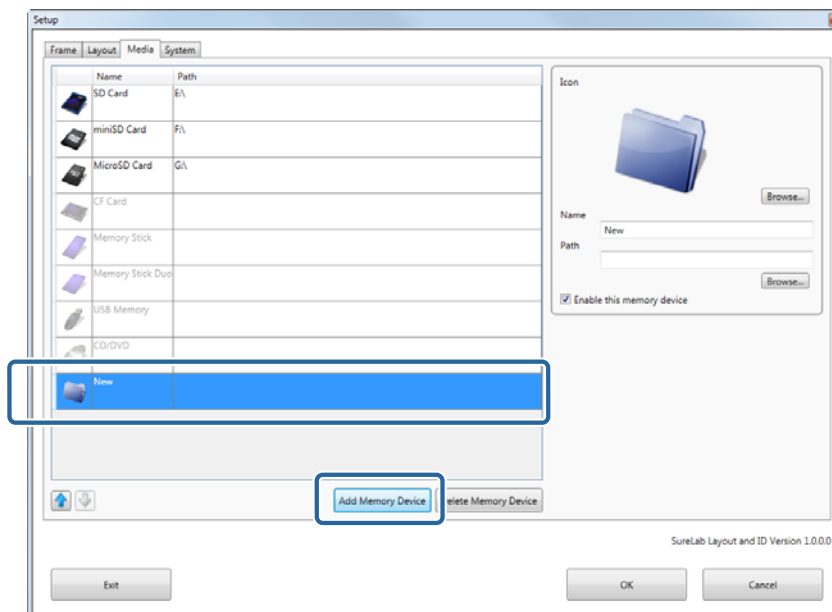 Setup
Frame Layout Media System
Name Path
SD Card E:\
miniSD Card F:\
MicroSD Card G:\
CF Card
Memory Stick
Memory Stick Duo
USB Memory
CD/DVD
New
Add Memory Device elete Memory Device
Icon
Browse...
Name
New
Path
Browse...
Enable this memory device
SureLab Layout and ID Version 1.0.0.0
Exit OK Cancel